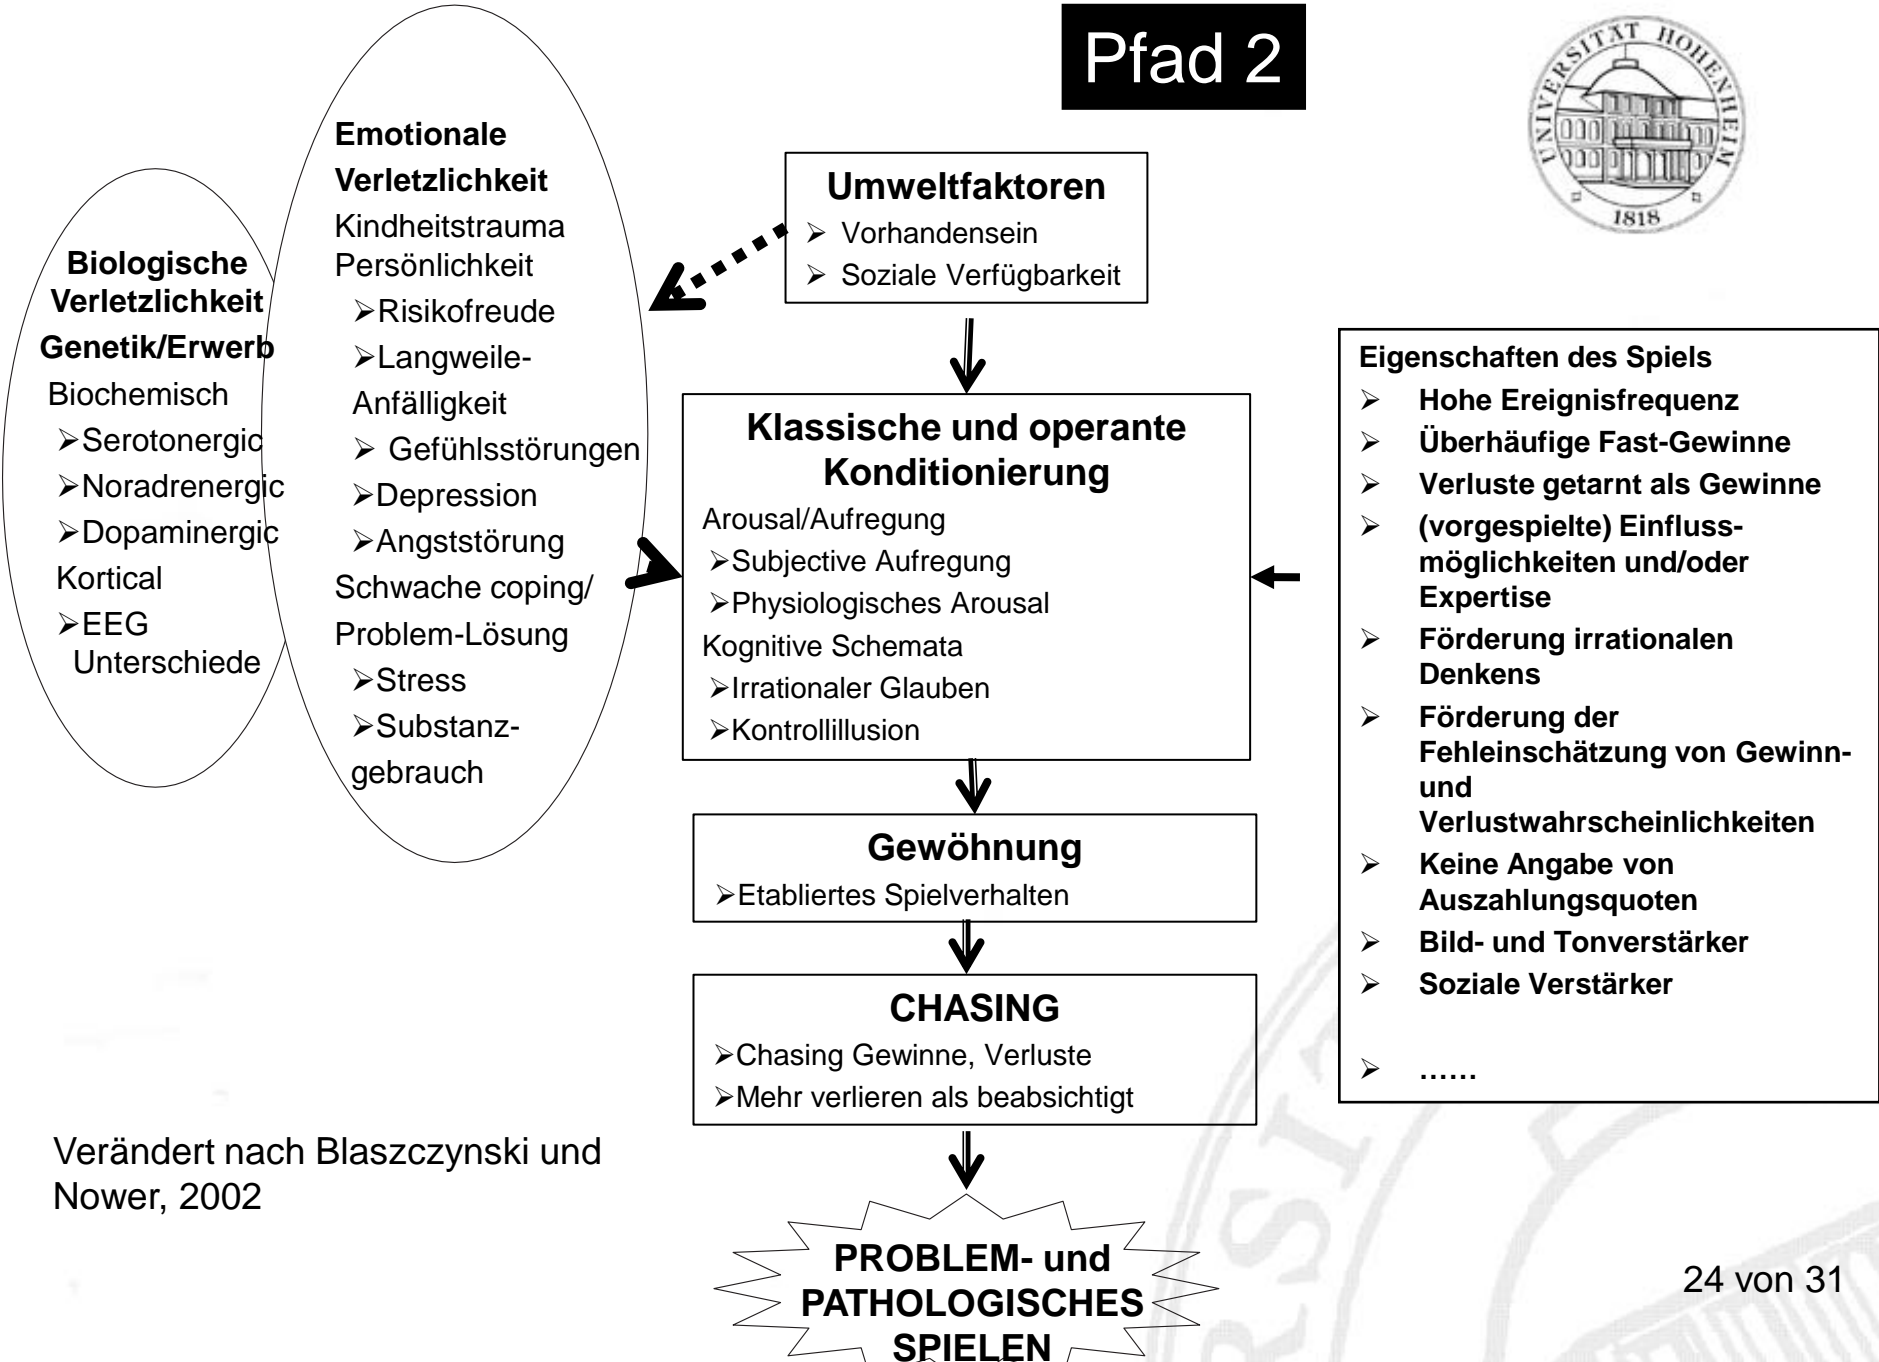 Pfad 2
UNIVERSITÄT HOHENHEIM
1818
Biologische
Verletzlichkeit
Genetik/Erwerb
Biochemisch
➢Serotonergic
➢Noradrenergic
➢Dopaminergic
Kortical
➢EEG
Unterschiede
Emotionale
Verletzlichkeit
Kindheitstrauma
Persönlichkeit
➢Risikofreude
➢Langweile-
Anfälligkeit
➢ Gefühlsstörungen
➢Depression
➢Angststörung
Schwache coping/
Problem-Lösung
➢Stress
➢Substanz-
gebrauch
Umweltfaktoren
➢ Vorhandensein
➢ Soziale Verfügbarkeit
Klassische und operante
Konditionierung
Arousal/Aufregung
➢Subjective Aufregung
➢Physiologisches Arousal
Kognitive Schemata
➢Irrationaler Glauben
➢Kontrollillusion
Gewöhnung
➢Etabliertes Spielverhalten
CHASING
➢Chasing Gewinne, Verluste
➢Mehr verlieren als beabsichtigt
PROBLEM- und
PATHOLOGISCHES
SPIELEN
Eigenschaften des Spiels
➢ Hohe Ereignisfrequenz
➢ Überhäufige Fast-Gewinne
➢ Verluste getarnt als Gewinne
➢ (vorgespielte) Einfluss-
möglichkeiten und/oder
Expertise
➢ Förderung irrationalen
Denkens
➢ Förderung der
Fehleinschätzung von Gewinn-
und
Verlustwahrscheinlichkeiten
➢ Keine Angabe von
Auszahlungsquoten
➢ Bild- und Tonverstärker
➢ Soziale Verstärker
➢ ……
Verändert nach Blaszczynski und
Nower, 2002
24 von 31